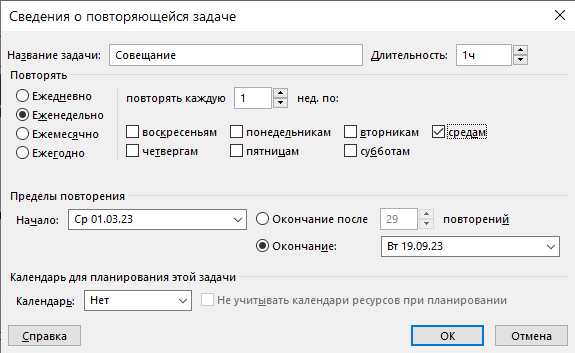 Сведения о повторяющейся задаче
Название задачи: Совещание Длительность: 1ч
Повторять
Ежедневно повторять каждую 1 нед. по:
Еженедельно воскресеньям понедельникам вторникам средам
Ежемесячно четвергам пятницам субботам
Ежегодно
Пределы повторения
Начало: Ср 01.03.23 Окончание после 29 повторений
Окончание: Вт 19.09.23
Календарь для планирования этой задачи
Календарь: Нет Не учитывать календари ресурсов при планировании
Справка ОК Отмена